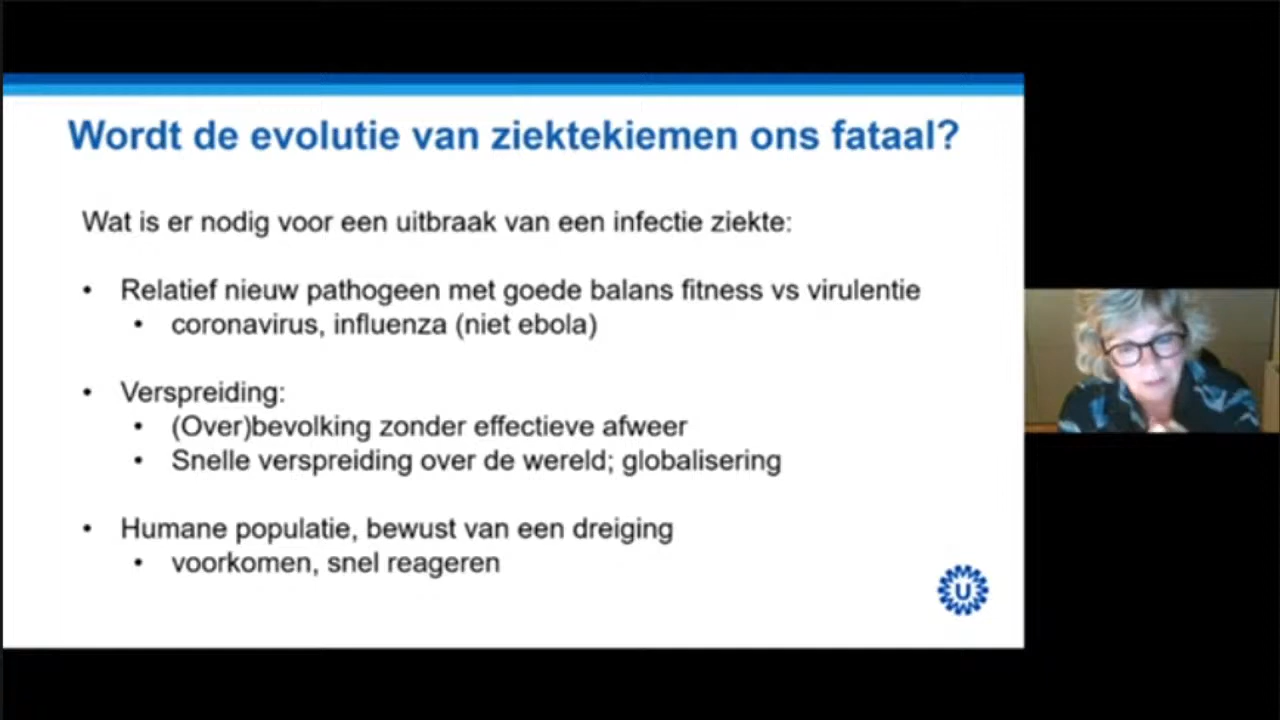 Wordt de evolutie van ziektekiemen ons fataal?
Wat is er nodig voor een uitbraak van een infectie ziekte:
• Relatief nieuw pathogeen met goede balans fitness vs virulentie
• coronavirus, influenza (niet ebola)
• Verspreiding:
• (Over)bevolking zonder effectieve afweer
• Snelle verspreiding over de wereld; globalisering
• Humane populatie, bewust van een dreiging
• voorkomen, snel reageren
U